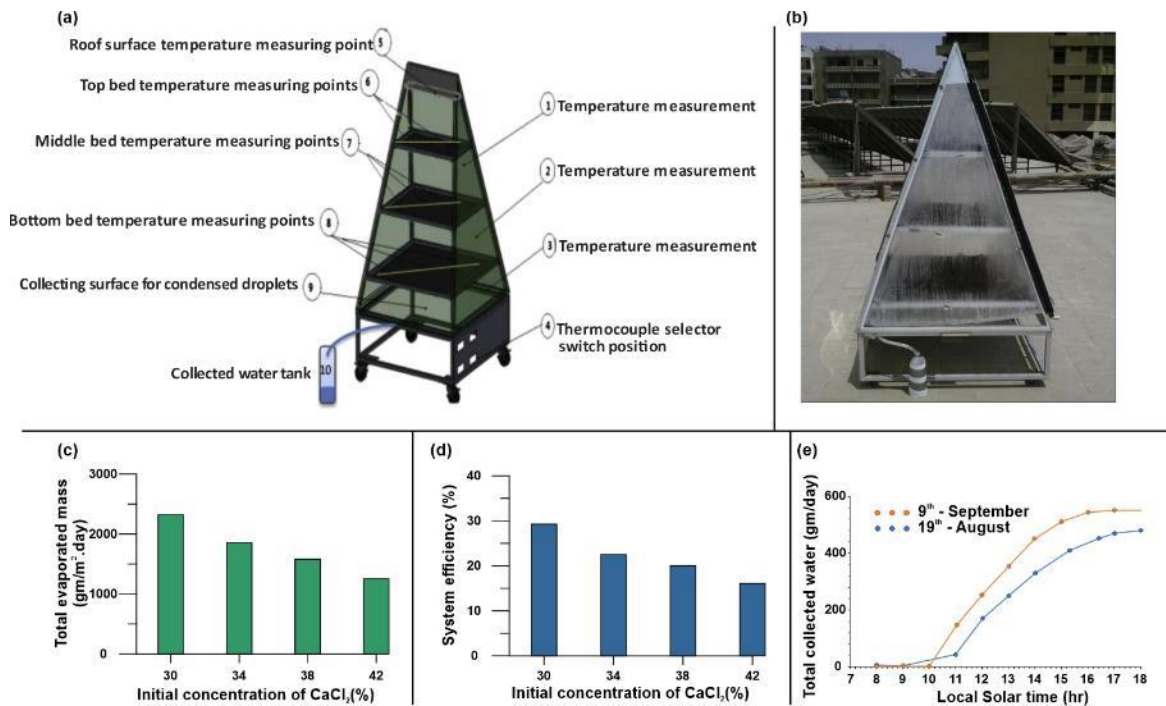 (a)
Roof surface temperature measuring point
5
Top bed temperature measuring points
6
Middle bed temperature measuring points
7
Bottom bed temperature measuring points
8
Collecting surface for condensed droplets
9
Collected water tank
10
1
Temperature measurement
2
Temperature measurement
3
Temperature measurement
4
Thermocouple selector
switch position
(b)
(c)
Total evaporated mass
(gm/m².day)
3000
2000
1000
0
30 34 38 42
Initial concentration of CaCl₂(%)
(d)
System efficiency (%)
40
30
20
10
0
30 34 38 42
Initial concentration of CaCl₂(%)
(e)
Total collected water (gm/day)
600
400
200
0
9th - September
19th - August
7 8 9 10 11 12 13 14 15 16 17 18
Local Solar time (hr)